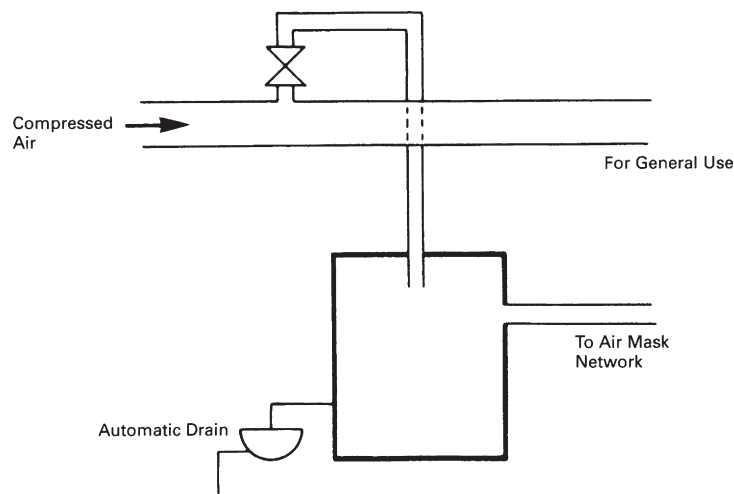 Compressed
Air
For General Use
To Air Mask
Network
Automatic Drain